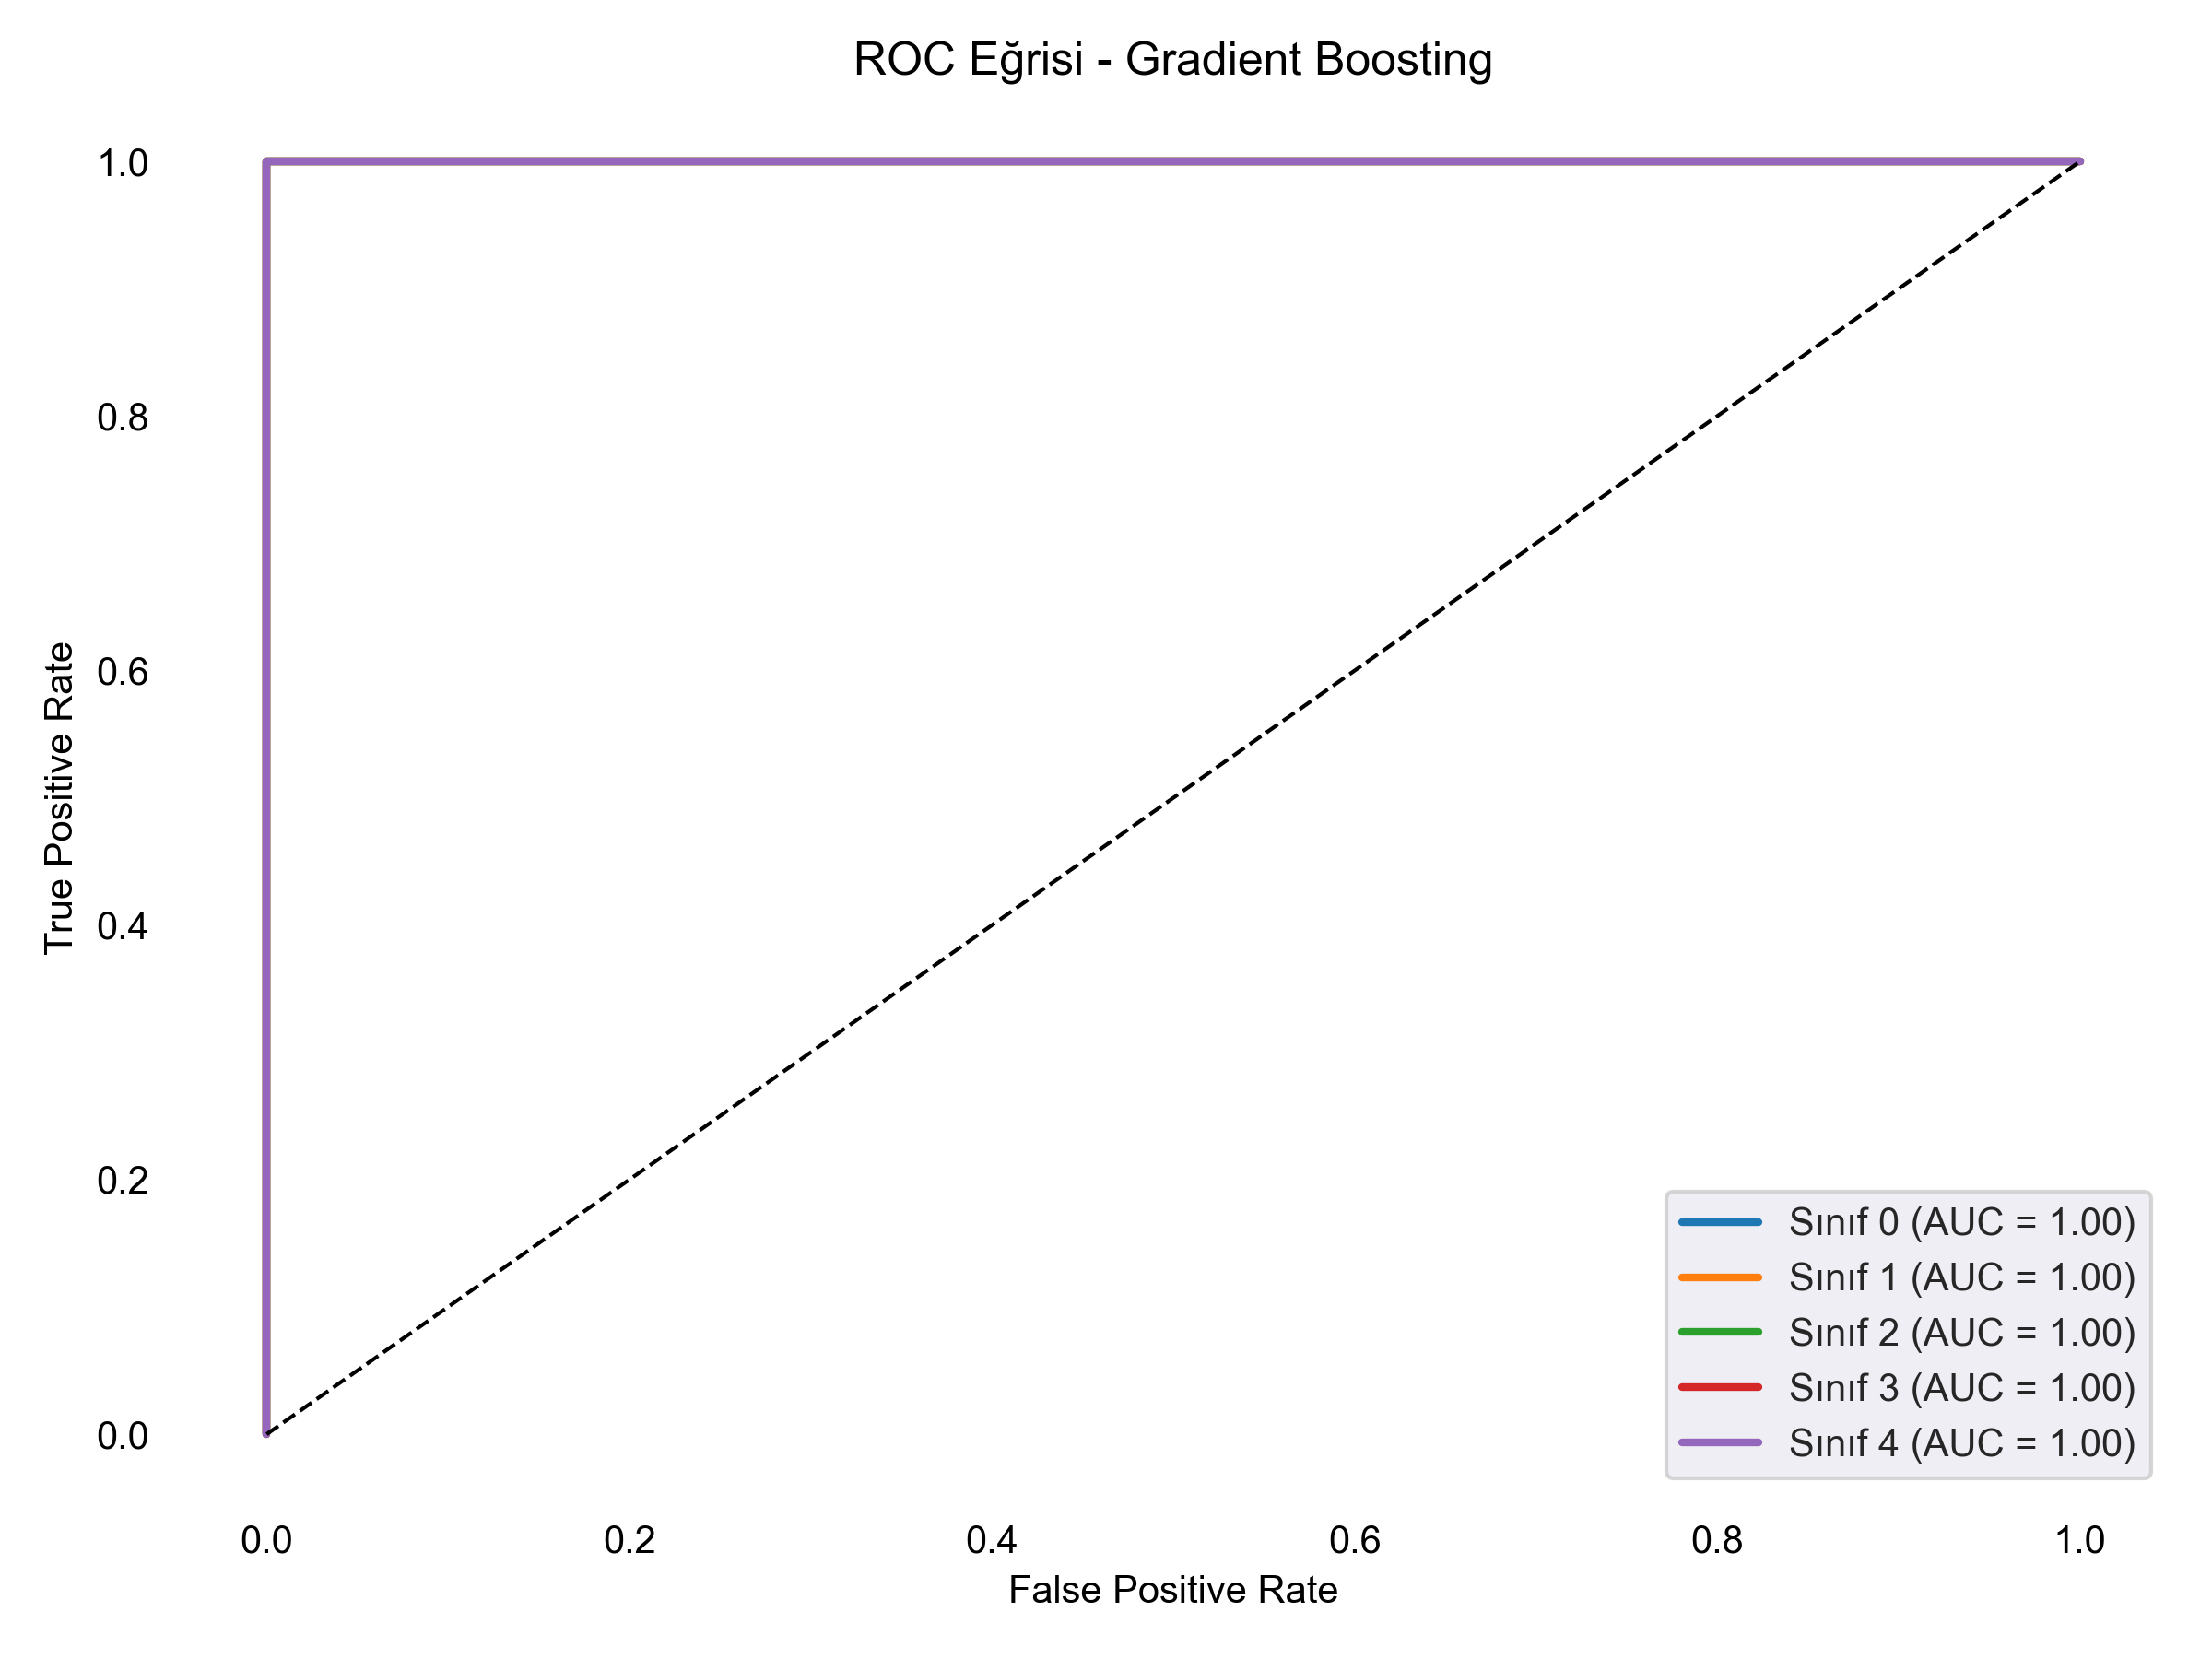 ROC Eğrisi - Gradient Boosting
True Positive Rate
1.0
0.8
0.6
0.4
0.2
0.0
Sınıf 0 (AUC = 1.00)
Sınıf 1 (AUC = 1.00)
Sınıf 2 (AUC = 1.00)
Sınıf 3 (AUC = 1.00)
Sınıf 4 (AUC = 1.00)
0.0 0.2 0.4 0.6 0.8 1.0
False Positive Rate